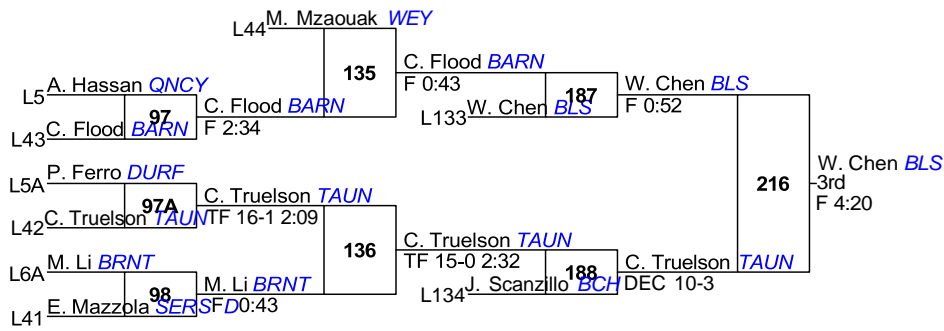 M. Mzaouak WEY
L44
135
C. Flood BARN
F 0:43
A. Hassan QNCY
L5
97
C. Flood BARN
F 2:34
L43
C. Flood BARN
187
W. Chen BLS
L133
W. Chen BLS
F 0:52
P. Ferro DURF
L5A
97A
C. Truelson TAUN
TF 16-1 2:09
L42
C. Truelson TAUN
136
C. Truelson TAUN
TF 15-0 2:32
M. Li BRNT
L6A
98
M. Li BRNT
F 0:43
L41
E. Mazzola SERSD
188
J. Scanzillo BCH
L134
C. Truelson TAUN
DEC 10-3
216
W. Chen BLS
3rd
F 4:20